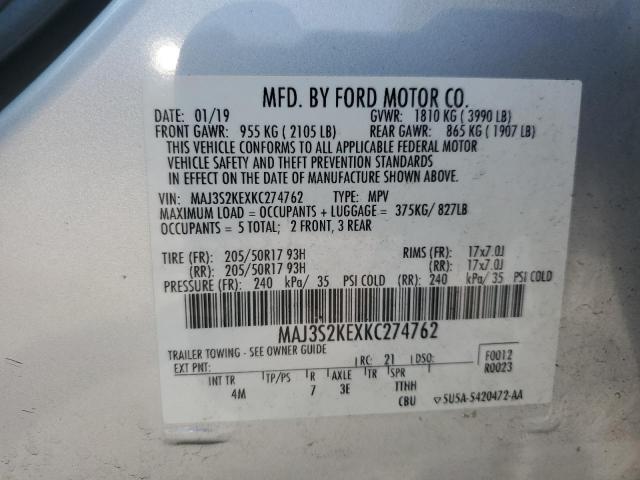 MFD. BY FORD MOTOR CO.
DATE: 01/19 GVWR: 1810 KG ( 3990 LB)
FRONT GAWR: 955 KG ( 2105 LB) REAR GAWR: 865 KG ( 1907 LB)
THIS VEHICLE CONFORMS TO ALL APPLICABLE FEDERAL MOTOR
VEHICLE SAFETY AND THEFT PREVENTION STANDARDS
IN EFFECT ON THE DATE OF MANUFACTURE SHOWN ABOVE.
VIN: MAJ3S2KEXKC274762 TYPE: MPV
MAXIMUM LOAD = OCCUPANTS + LUGGAGE = 375KG/ 827LB
OCCUPANTS = 5 TOTAL; 2 FRONT, 3 REAR
TIRE (FR): 205/50R17 93H RIMS (FR): 17x7.0J
(RR): 205/50R17 93H (RR): 17x7.0J
PRESSURE (FR): 240 kPa/ 35 PSI COLD (RR): 240 kPa/ 35 PSI COLD
MAJ3S2KEXKC274762
TRAILER TOWING - SEE OWNER GUIDE
EXT PNT: RC: 21 DSO: F0012
R0023
INT TR TP/PS R AXLE TR SPR
4M 7 3E TTNH
CBU 5U5A-5420472-AA